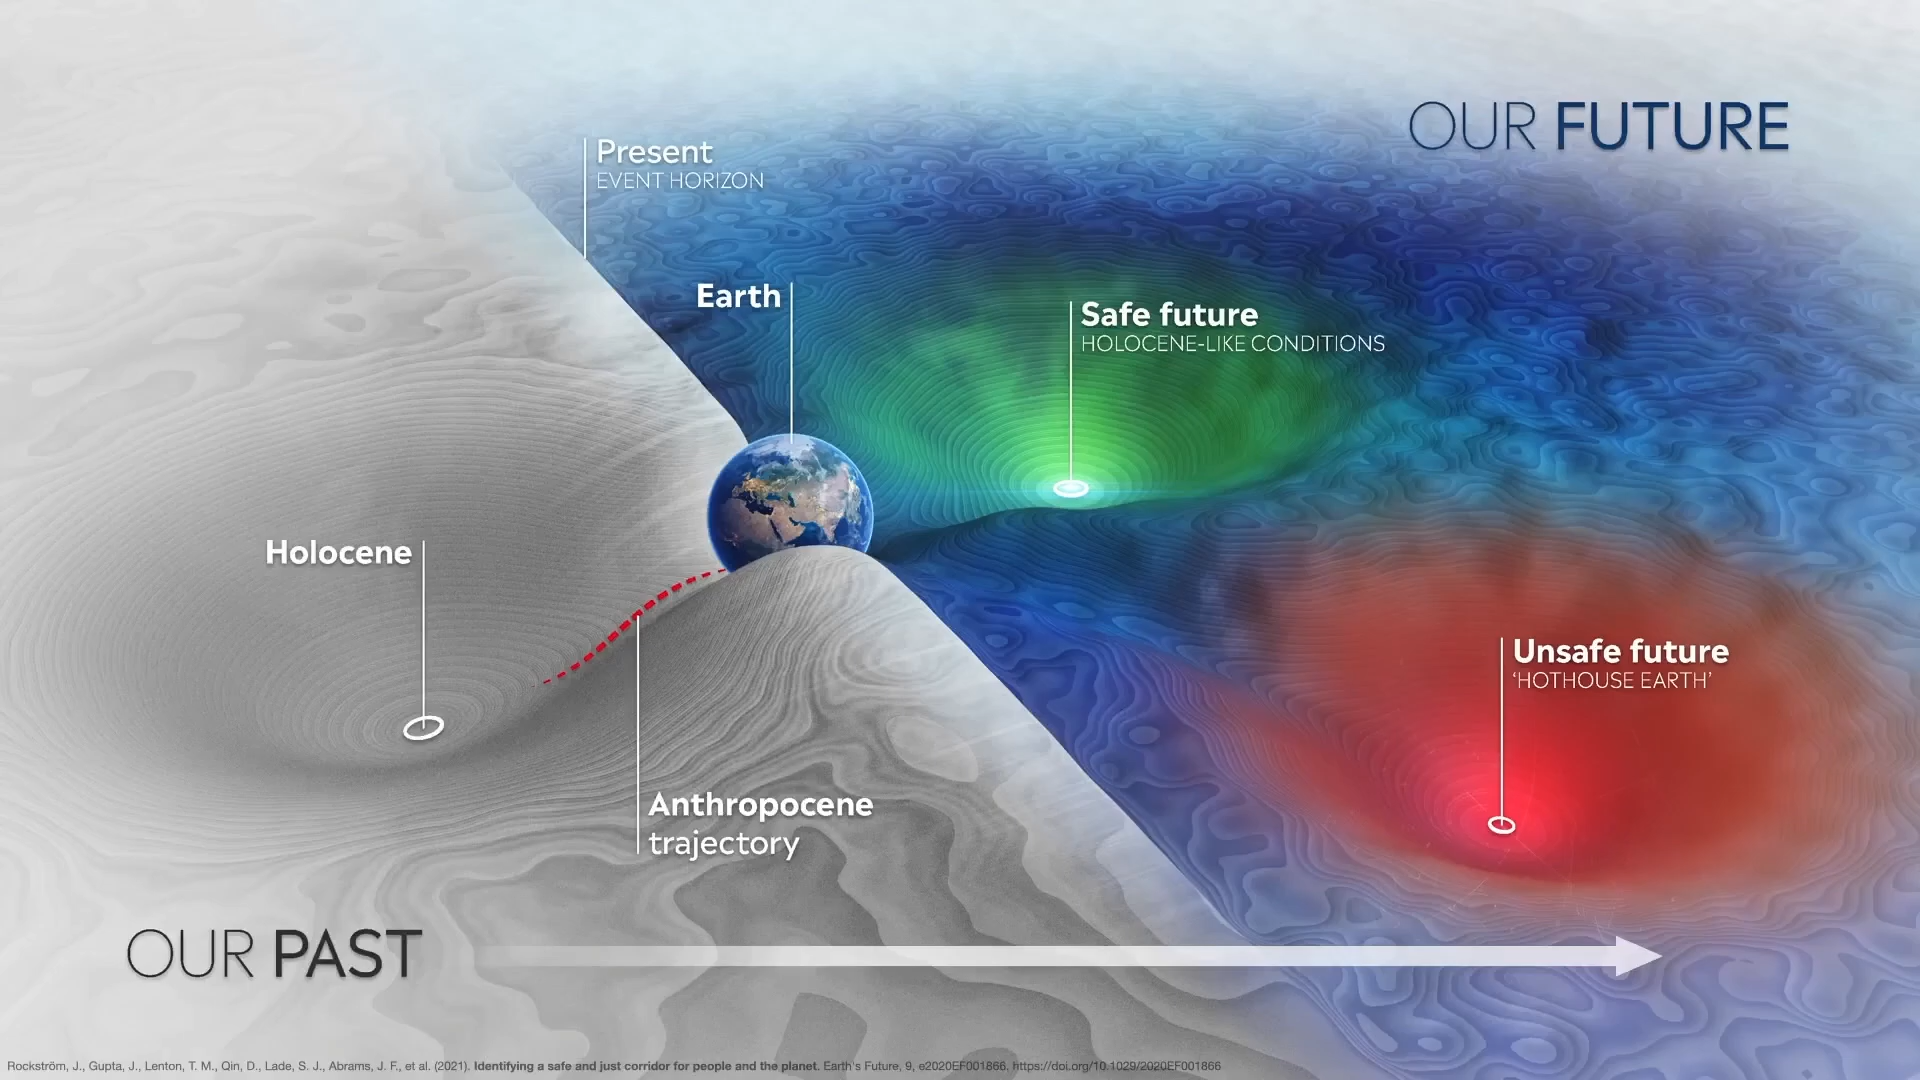 OUR FUTURE
Present
EVENT HORIZON
Earth
Safe future
HOLOCENE-LIKE CONDITIONS
Holocene
Unsafe future
‘HOTHOUSE EARTH’
Anthropocene
trajectory
OUR PAST
Rockström, J., Gupta, J., Lenton, T. M., Qin, D., Lade, S. J., Abrams, J. F., et al. (2021). Identifying a safe and just corridor for people and the planet. Earth's Future, 9, e2020EF001866. https://doi.org/10.1029/2020EF001866